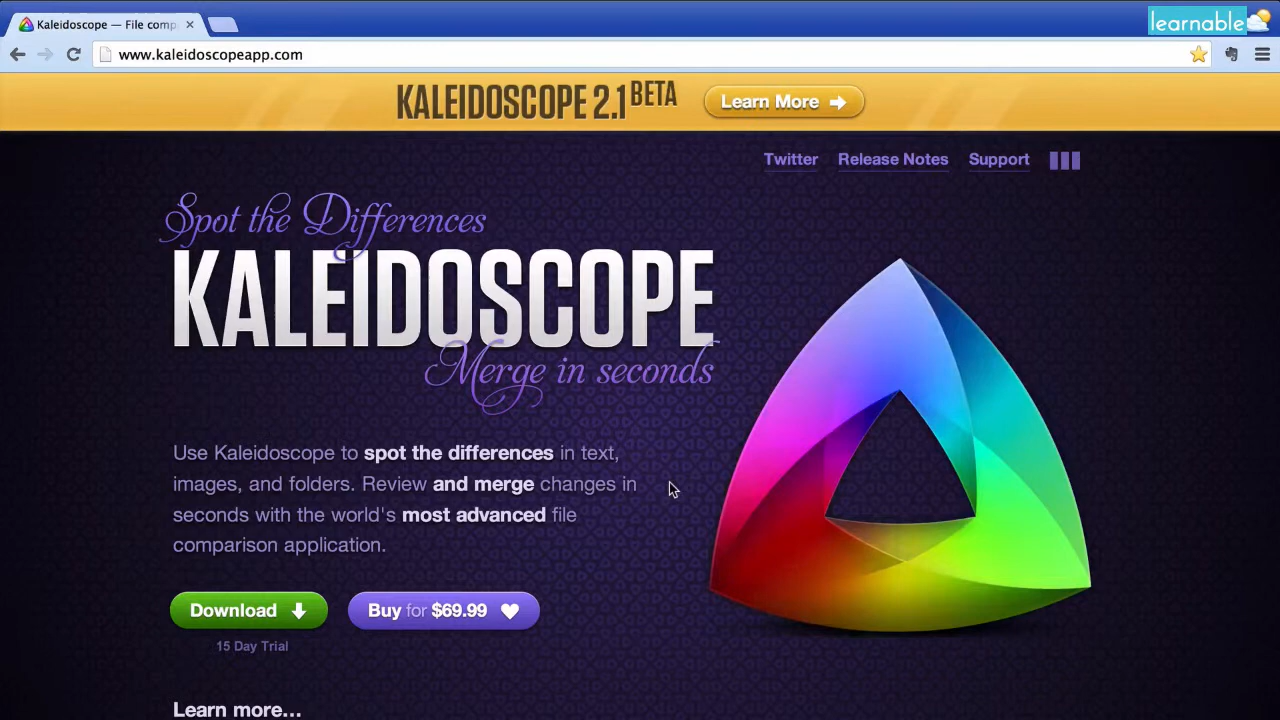 Kaleidoscope — File comp
learnable
www.kaleidoscopeapp.com
KALEIDOSCOPE 2.1 BETA
Learn More
Twitter Release Notes Support
Spot the Differences
KALEIDOSCOPE
Merge in seconds
Use Kaleidoscope to spot the differences in text,
images, and folders. Review and merge changes in
seconds with the world's most advanced file
comparison application.
Download Buy for $69.99
15 Day Trial
Learn more...